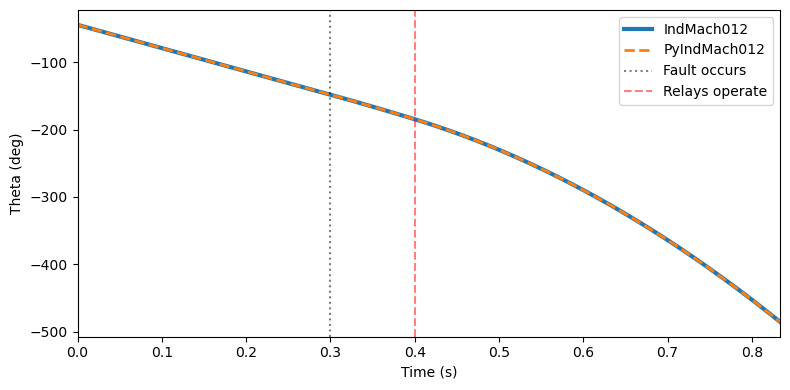 IndMach012
PyIndMach012
Fault occurs
Relays operate
Theta (deg)
−100
−200
−300
−400
−500
0.0 0.1 0.2 0.3 0.4 0.5 0.6 0.7 0.8
Time (s)